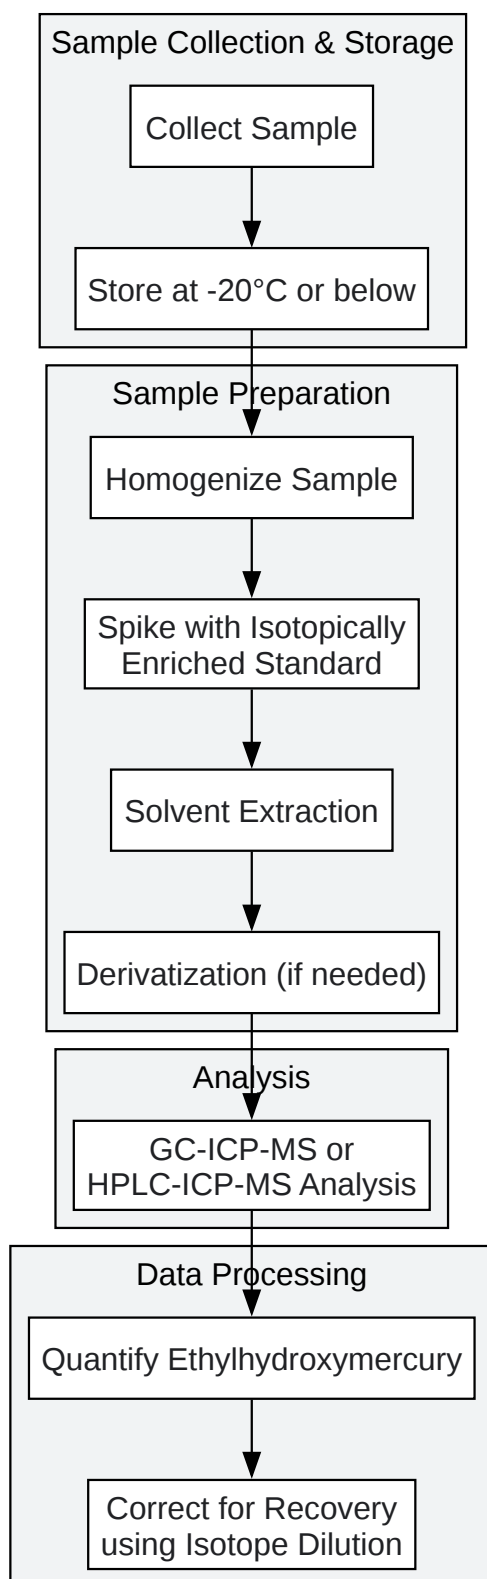 Sample Collection & Storage
Collect Sample
Store at -20°C or below
Sample Preparation
Homogenize Sample
Spike with Isotopically
Enriched Standard
Solvent Extraction
Derivatization (if needed)
Analysis
GC-ICP-MS or
HPLC-ICP-MS Analysis
Data Processing
Quantify Ethylhydroxymercury
Correct for Recovery
using Isotope Dilution